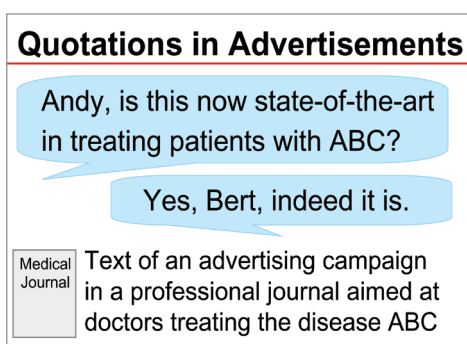 Quotations in Advertisements
Andy, is this now state-of-the-art
in treating patients with ABC?
Yes, Bert, indeed it is.
Medical
Journal
Text of an advertising campaign
in a professional journal aimed at
doctors treating the disease ABC